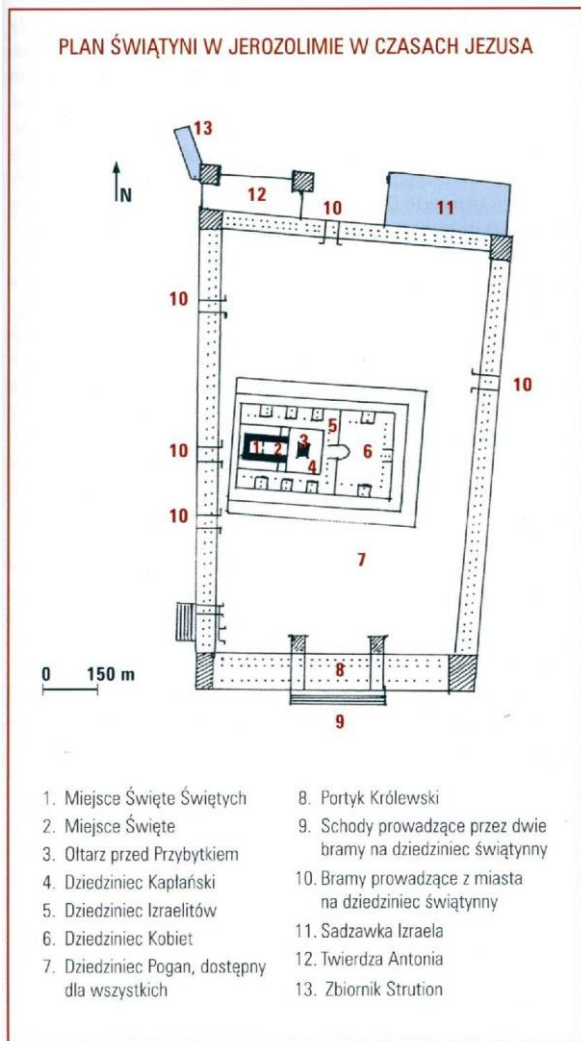 PLAN ŚWIĄTYNI W JEROZOLIMIE W CZASACH JEZUSA
13
N
12
10
11
10
10
5
1
2
3
6
4
10
10
7
0 150 m
8
9
1. Miejsce Święte Świętych
2. Miejsce Święte
3. Ołtarz przed Przybytkiem
4. Dziedziniec Kapłański
5. Dziedziniec Izraelitów
6. Dziedziniec Kobiet
7. Dziedziniec Pogan, dostępny
dla wszystkich
8. Portyk Królewski
9. Schody prowadzące przez dwie
bramy na dziedziniec świątynny
10. Bramy prowadzące z miasta
na dziedziniec świątynny
11. Sadzawka Izraela
12. Twierdza Antonia
13. Zbiornik Strution